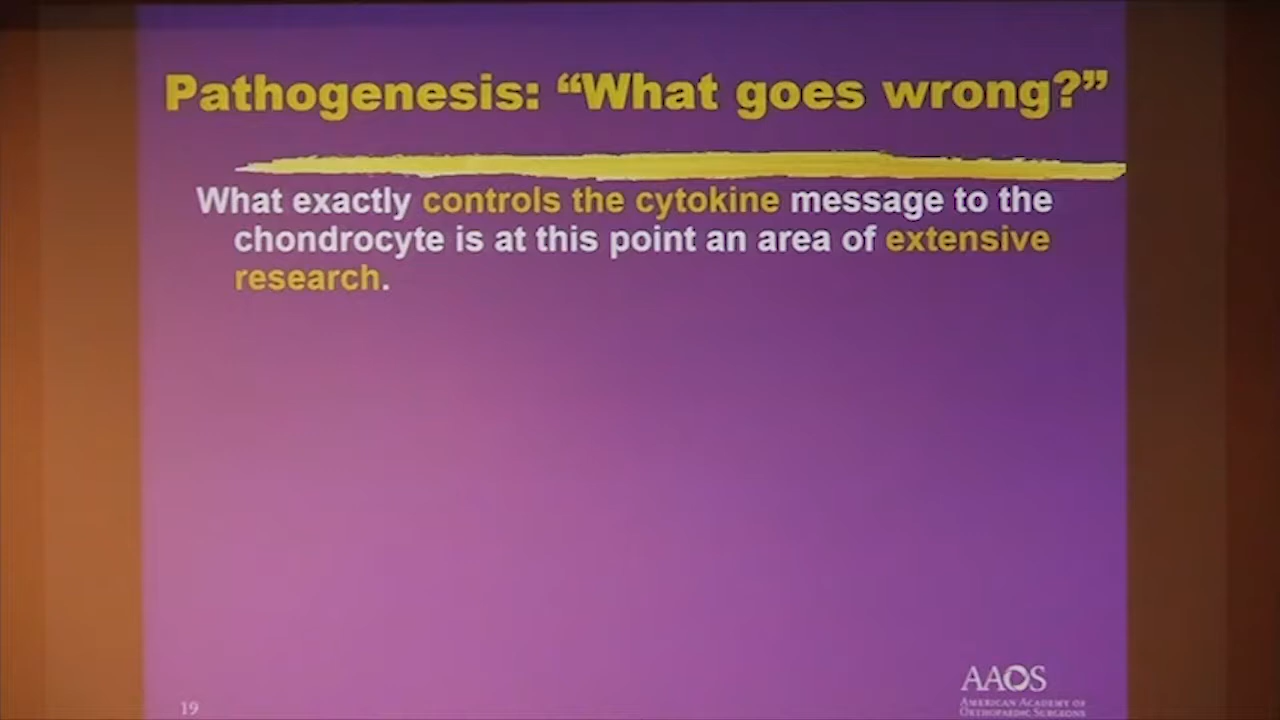 Pathogenesis: “What goes wrong?”
What exactly controls the cytokine message to the
chondrocyte is at this point an area of extensive
research.
19
AAOS
AMERICAN ACADEMY OF
ORTHOPAEDIC SURGEONS